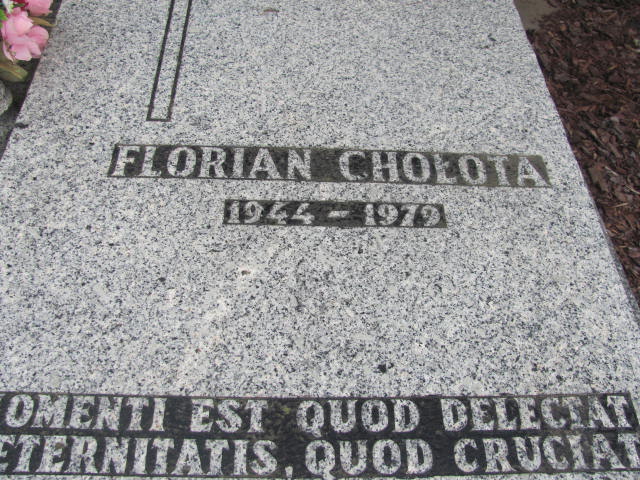 FLORIAN CHOŁOTA
1944 - 1979
OMENTI EST QUOD DELECTAT
ETERNITATIS, QUOD CRUCIAT